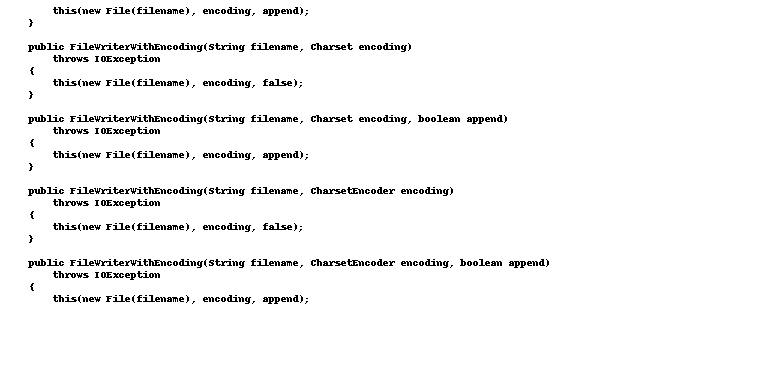 this(new File(filename), encoding, append);
}
public FileWriterWithEncoding(String filename, Charset encoding)
    throws IOException
{
    this(new File(filename), encoding, false);
}
public FileWriterWithEncoding(String filename, Charset encoding, boolean append)
    throws IOException
{
    this(new File(filename), encoding, append);
}
public FileWriterWithEncoding(String filename, CharsetEncoder encoding)
    throws IOException
{
    this(new File(filename), encoding, false);
}
public FileWriterWithEncoding(String filename, CharsetEncoder encoding, boolean append)
    throws IOException
{
    this(new File(filename), encoding, append);